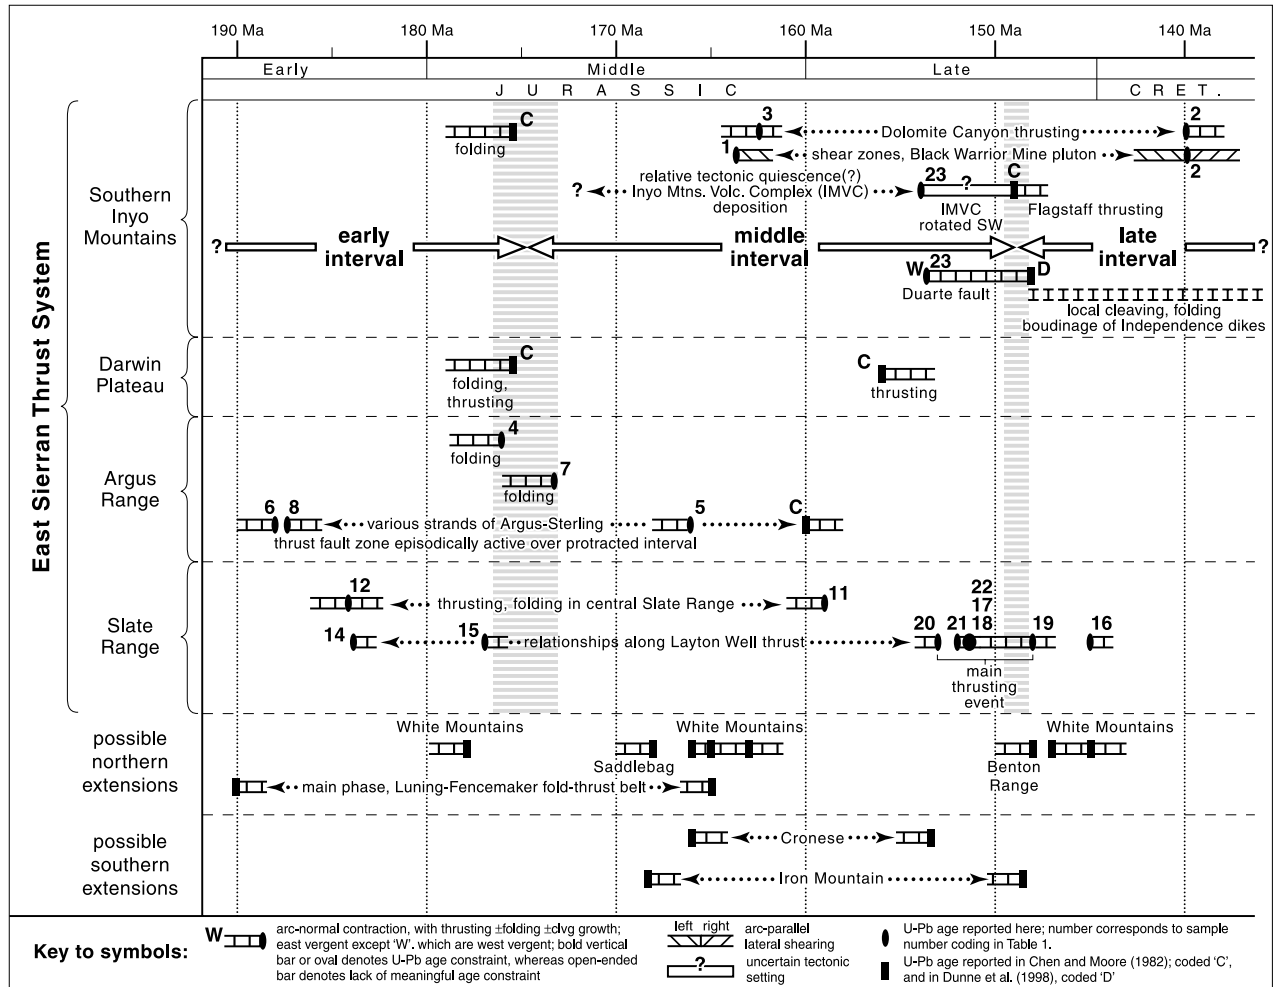 190 Ma 180 Ma 170 Ma 160 Ma 150 Ma 140 Ma
Early Middle Late
J U R A S S I C C R E T .
East Sierran Thrust System
Southern
Inyo
Mountains
C
folding
3
Dolomite Canyon thrusting
2
1
shear zones, Black Warrior Mine pluton
2
relative tectonic quiescence(?)
? Inyo Mtns. Volc. Complex (IMVC)
deposition
23 ? C
IMVC
rotated SW
Flagstaff thrusting
? early
interval
middle
interval
late
interval ?
W 23 D
Duarte fault
local cleaving, folding
boudinage of Independence dikes
Darwin
Plateau
C
folding,
thrusting
C
thrusting
Argus
Range
4
folding
7
folding
6 8 5 C
various strands of Argus-Sterling
thrust fault zone episodically active over protracted interval
Slate
Range
12
thrusting, folding in central Slate Range
11
14 15
relationships along Layton Well thrust
22
17
20 21 18 19 16
main
thrusting
event
possible
northern
extensions
White Mountains White Mountains White Mountains
Saddlebag
Benton
Range
main phase, Luning-Fencemaker fold-thrust belt
possible
southern
extensions
Cronese
Iron Mountain
Key to symbols:
W
arc-normal contraction, with thrusting ±folding ±clvg growth;
east vergent except ‘W’. which are west vergent; bold vertical
bar or oval denotes U-Pb age constraint, whereas open-ended
bar denotes lack of meaningful age constraint
left right
arc-parallel
lateral shearing
?
uncertain tectonic
setting
U-Pb age reported here; number corresponds to sample
number coding in Table 1.
U-Pb age reported in Chen and Moore (1982); coded ‘C’,
and in Dunne et al. (1998), coded ‘D’